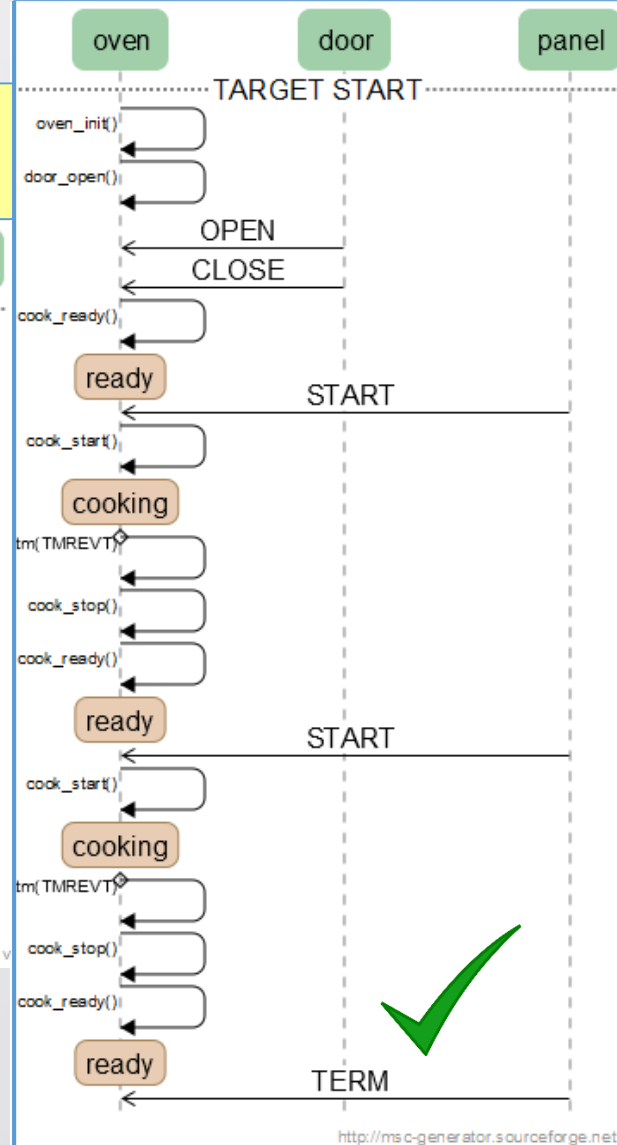 oven door panel
TARGET START
oven_init()
door_open()
OPEN
CLOSE
cook_ready()
ready
START
cook_start()
cooking
tm(TMREVT)
cook_stop()
cook_ready()
ready
START
cook_start()
cooking
tm(TMREVT)
cook_stop()
cook_ready()
ready
TERM
http://msc-generator.sourceforge.net